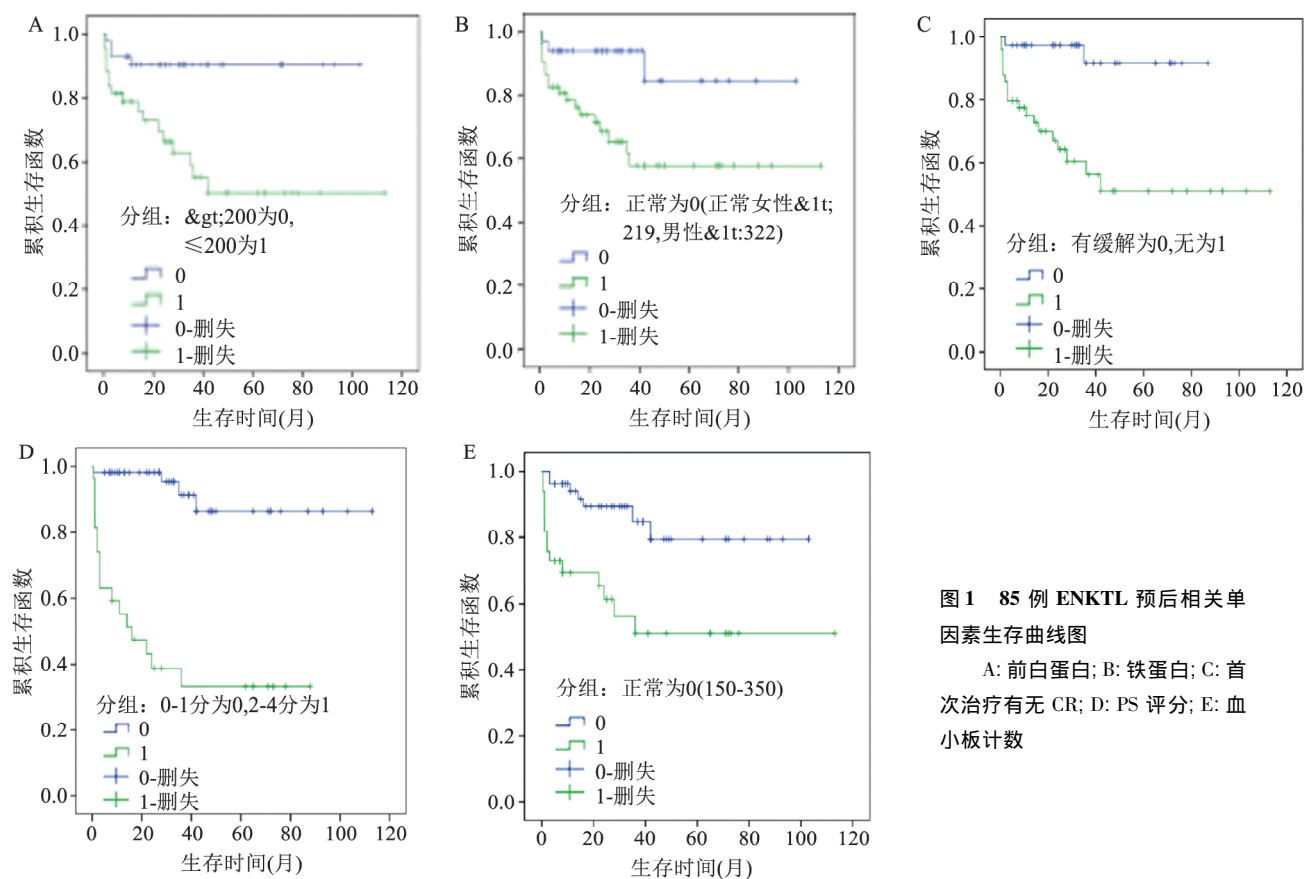 A
1.0
0.8
0.6
0.4
0.2
0.0
累积生存函数
分组：&gt;200为0,
≤200为1
0
1
0-删失
1-删失
0 20 40 60 80 100 120
生存时间(月)
B
1.0
0.8
0.6
0.4
0.2
0.0
累积生存函数
分组：正常为0(正常女性&1t;
219,男性&1t:322)
0
1
0-删失
1-删失
0 20 40 60 80 100 120
生存时间(月)
C
1.0
0.8
0.6
0.4
0.2
0.0
累积生存函数
分组：有缓解为0,无为1
0
1
0-删失
1-删失
0 20 40 60 80 100 120
生存时间(月)
D
1.0
0.8
0.6
0.4
0.2
0.0
累积生存函数
分组：0-1分为0,2-4分为1
0
1
0-删失
1-删失
0 20 40 60 80 100 120
生存时间(月)
E
1.0
0.8
0.6
0.4
0.2
0.0
累积生存函数
分组：正常为0(150-350)
0
1
0-删失
1-删失
0 20 40 60 80 100 120
生存时间(月)
图1 85 例 ENKTL 预后相关单
因素生存曲线图
A: 前白蛋白; B: 铁蛋白; C: 首
次治疗有无 CR; D: PS 评分; E: 血
小板计数